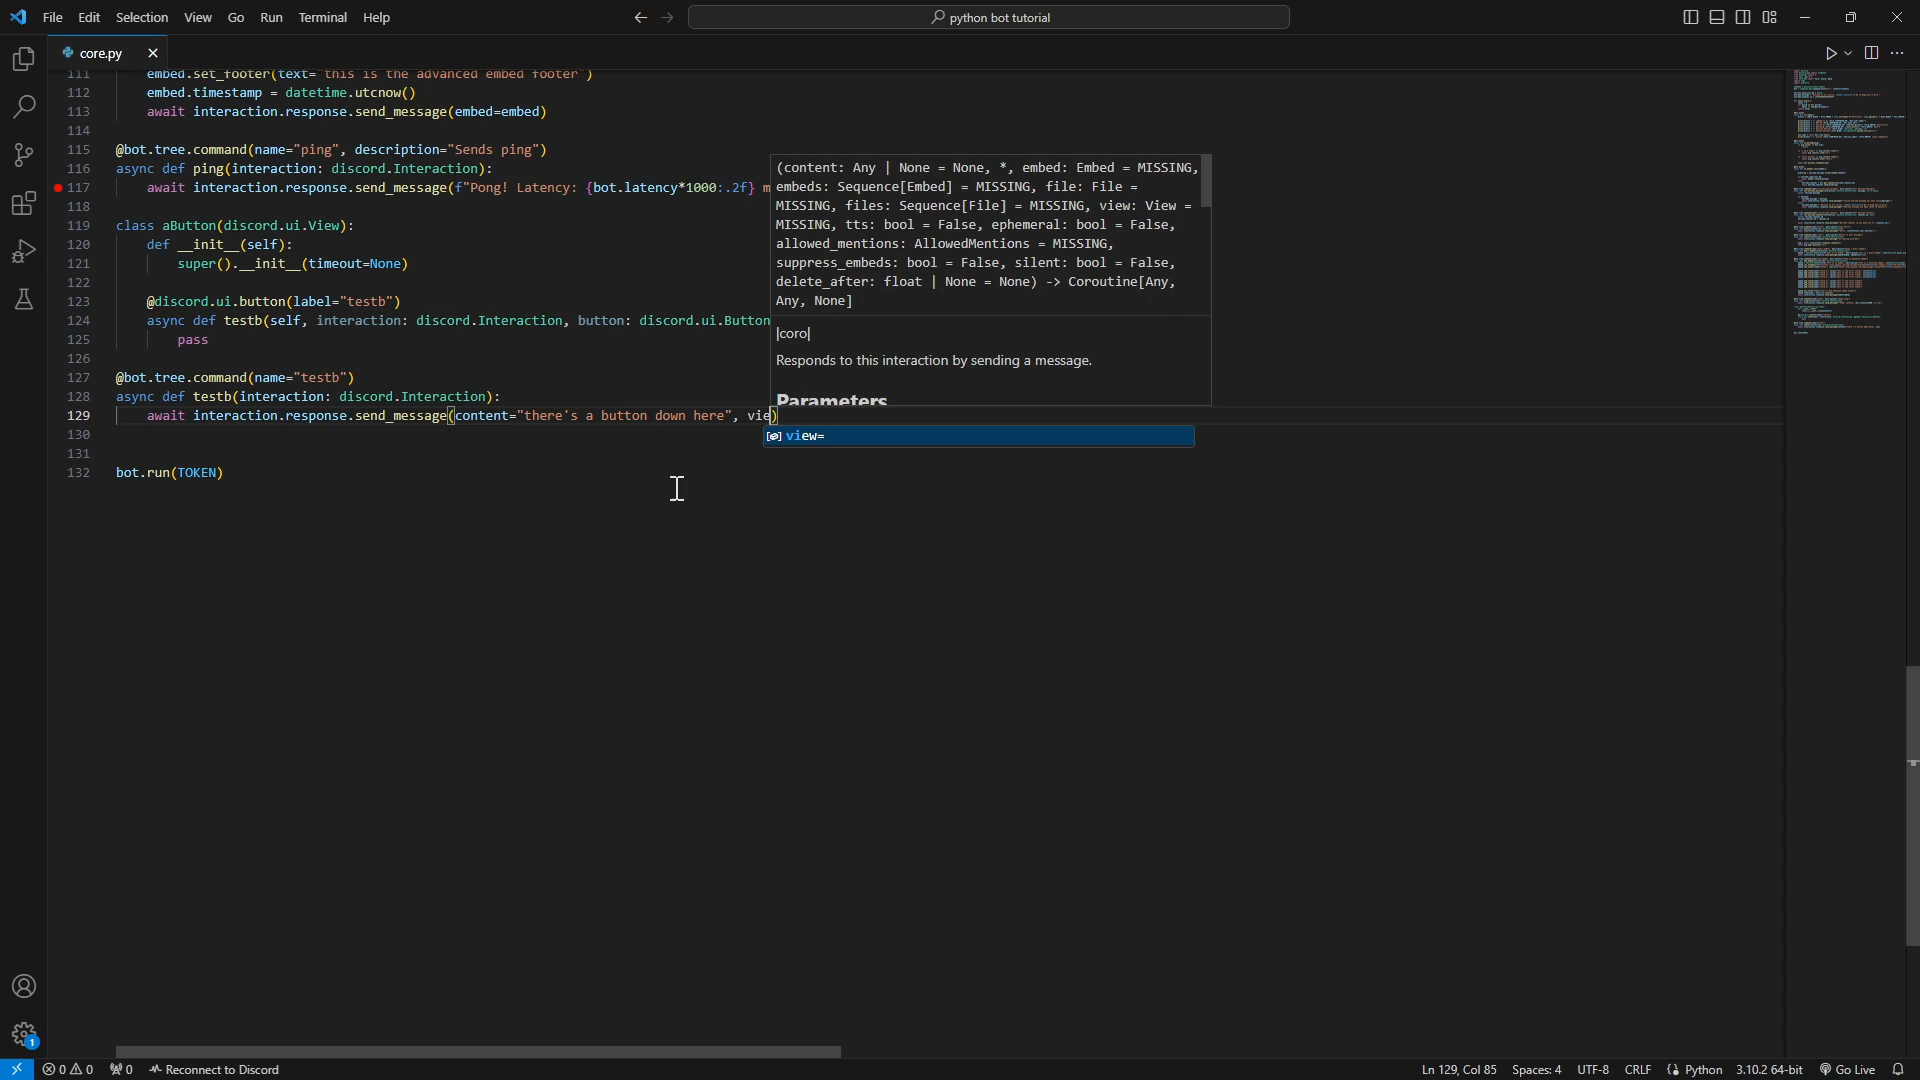 File Edit Selection View Go Run Terminal Help
python bot tutorial
core.py
111 embed.set_footer(text="this is the advanced embed footer")
112 embed.timestamp = datetime.utcnow()
113 await interaction.response.send_message(embed=embed)
114
115 @bot.tree.command(name="ping", description="Sends ping")
116 async def ping(interaction: discord.Interaction):
117 await interaction.response.send_message(f"Pong! Latency: {bot.latency*1000:.2f} m
118
119 class aButton(discord.ui.View):
120 def __init__(self):
121 super().__init__(timeout=None)
122
123 @discord.ui.button(label="testb")
124 async def testb(self, interaction: discord.Interaction, button: discord.ui.Button
125 pass
126
127 @bot.tree.command(name="testb")
128 async def testb(interaction: discord.Interaction):
129 await interaction.response.send_message(content="there's a button down here", vie)
130
131
132 bot.run(TOKEN)
(content: Any | None = None, *, embed: Embed = MISSING,
embeds: Sequence[Embed] = MISSING, file: File =
MISSING, files: Sequence[File] = MISSING, view: View =
MISSING, tts: bool = False, ephemeral: bool = False,
allowed_mentions: AllowedMentions = MISSING,
suppress_embeds: bool = False, silent: bool = False,
delete_after: float | None = None) -> Coroutine[Any,
Any, None]
|coro|
Responds to this interaction by sending a message.
Parameters
view=
1
0 0 0 Reconnect to Discord
Ln 129, Col 85 Spaces: 4 UTF-8 CRLF Python 3.10.2 64-bit Go Live